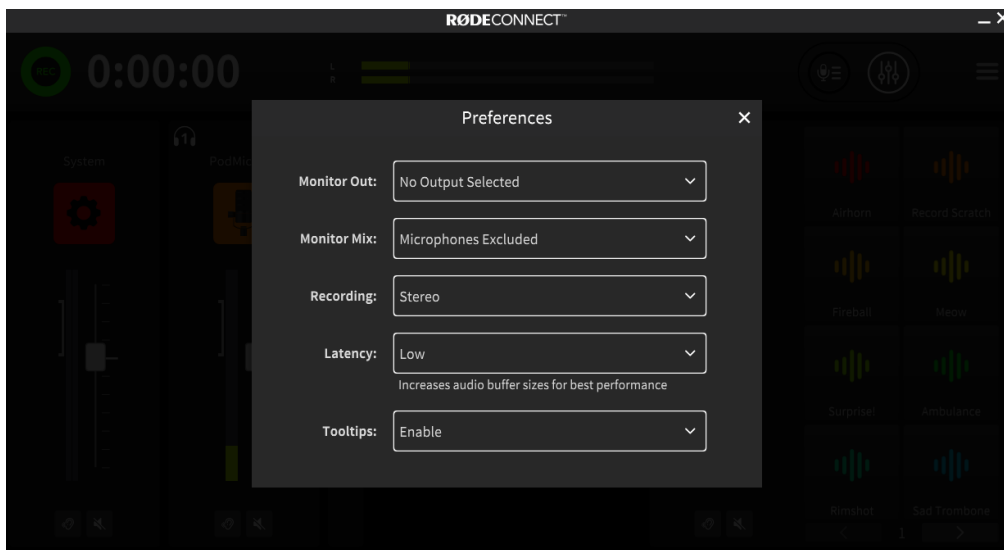 RØDECONNECT™
REC 0:00:00
L
R
Preferences
System
PodMic
Monitor Out: No Output Selected
Airhorn Record Scratch
Monitor Mix: Microphones Excluded
Recording: Stereo
Fireball Meow
Latency: Low
Increases audio buffer sizes for best performance
Surprise! Ambulance
Tooltips: Enable
Rimshot Sad Trombone
1